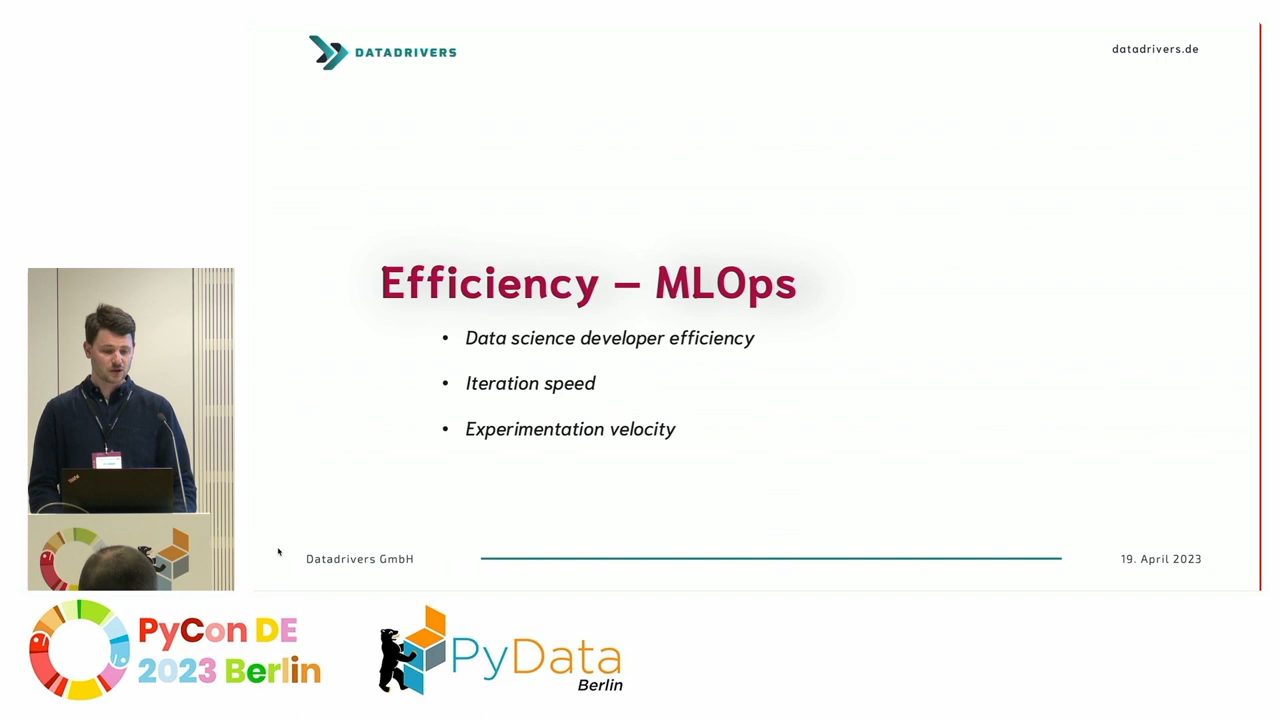 DATADRIVERS
datadrivers.de
Efficiency – MLOps
• Data science developer efficiency
• Iteration speed
• Experimentation velocity
Datadrivers GmbH
19. April 2023
PyCon DE
2023 Berlin
PyData
Berlin